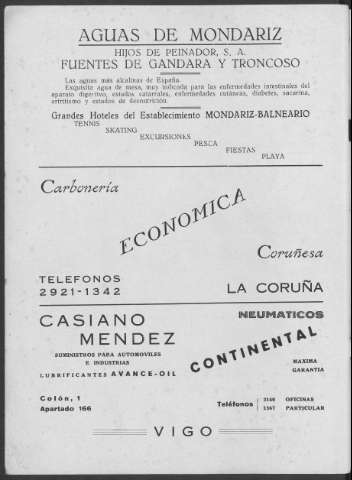 AGUAS DE MONDARIZ
HIJOS DE PEINADOR, S. A.
FUENTES DE GANDARA Y TRONCOSO
Las aguas más alcalinas de España.
Exquisita agua de mesa, muy indicada para las enfermedades intestinales del
aparato digestivo, estados catarrales, enfermedades cutáneas, diabetes, sacarina,
artritismo y estados de desnutrición.
Grandes Hoteles del Establecimiento MONDARIZ-BALNEARIO
TENNIS
SKATING
EXCURSIONES
PESCA
FIESTAS
PLAYA
Carbonería
ECONOMICA
Coruñesa
TELEFONOS
2921-1342
LA CORUÑA
CASIANO
MENDEZ
SUMINISTROS PARA AUTOMOVILES
E INDUSTRIAS
LUBRIFICANTES AVANCE-OIL
NEUMATICOS
CONTINENTAL
MAXIMA
GARANTIA
Colón, 1
Apartado 166
Teléfonos
3140 OFICINAS
1367 PARTICULAR
VIGO